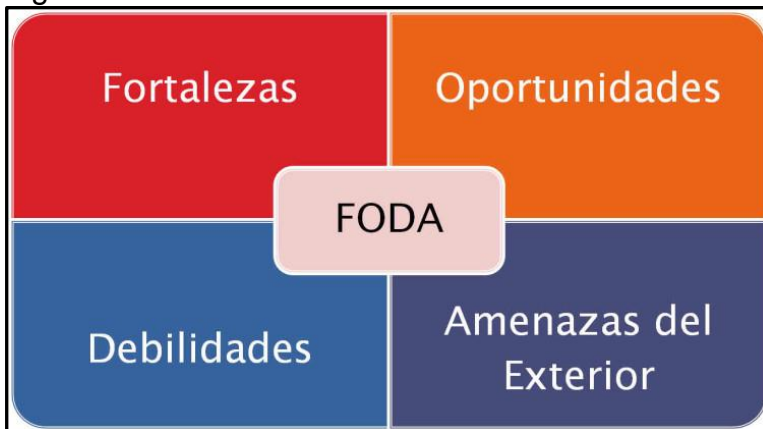 Fortalezas
Oportunidades
FODA
Debilidades
Amenazas del
Exterior